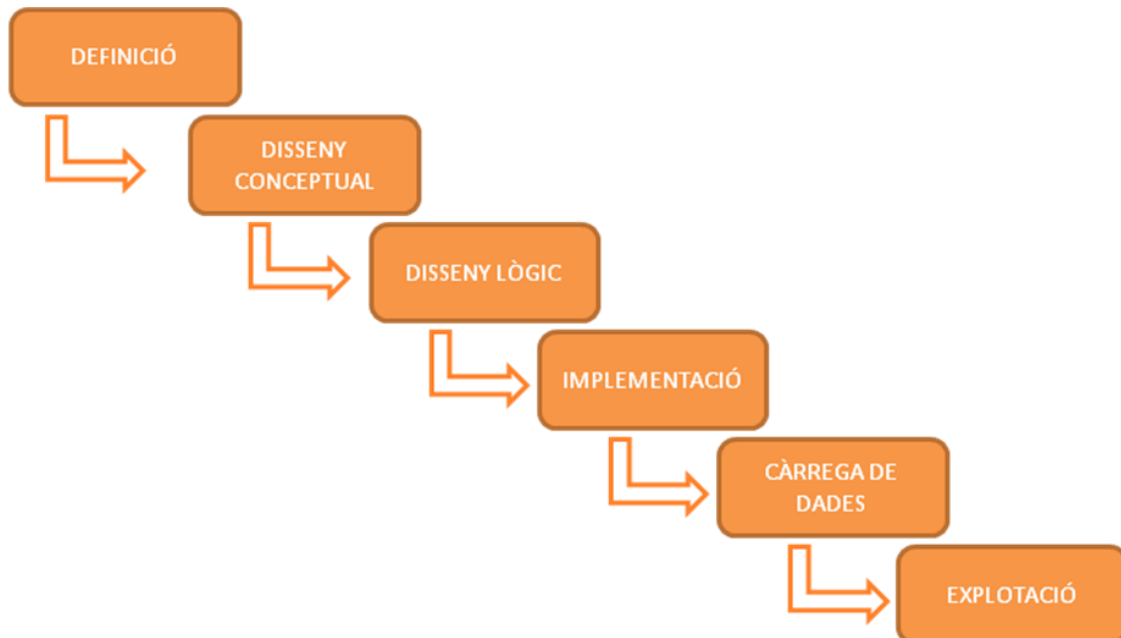 DEFINICIÓ
DISSENY
CONCEPTUAL
DISSENY LÒGIC
IMPLEMENTACIÓ
CÀRREGA DE
DADES
EXPLOTACIÓ